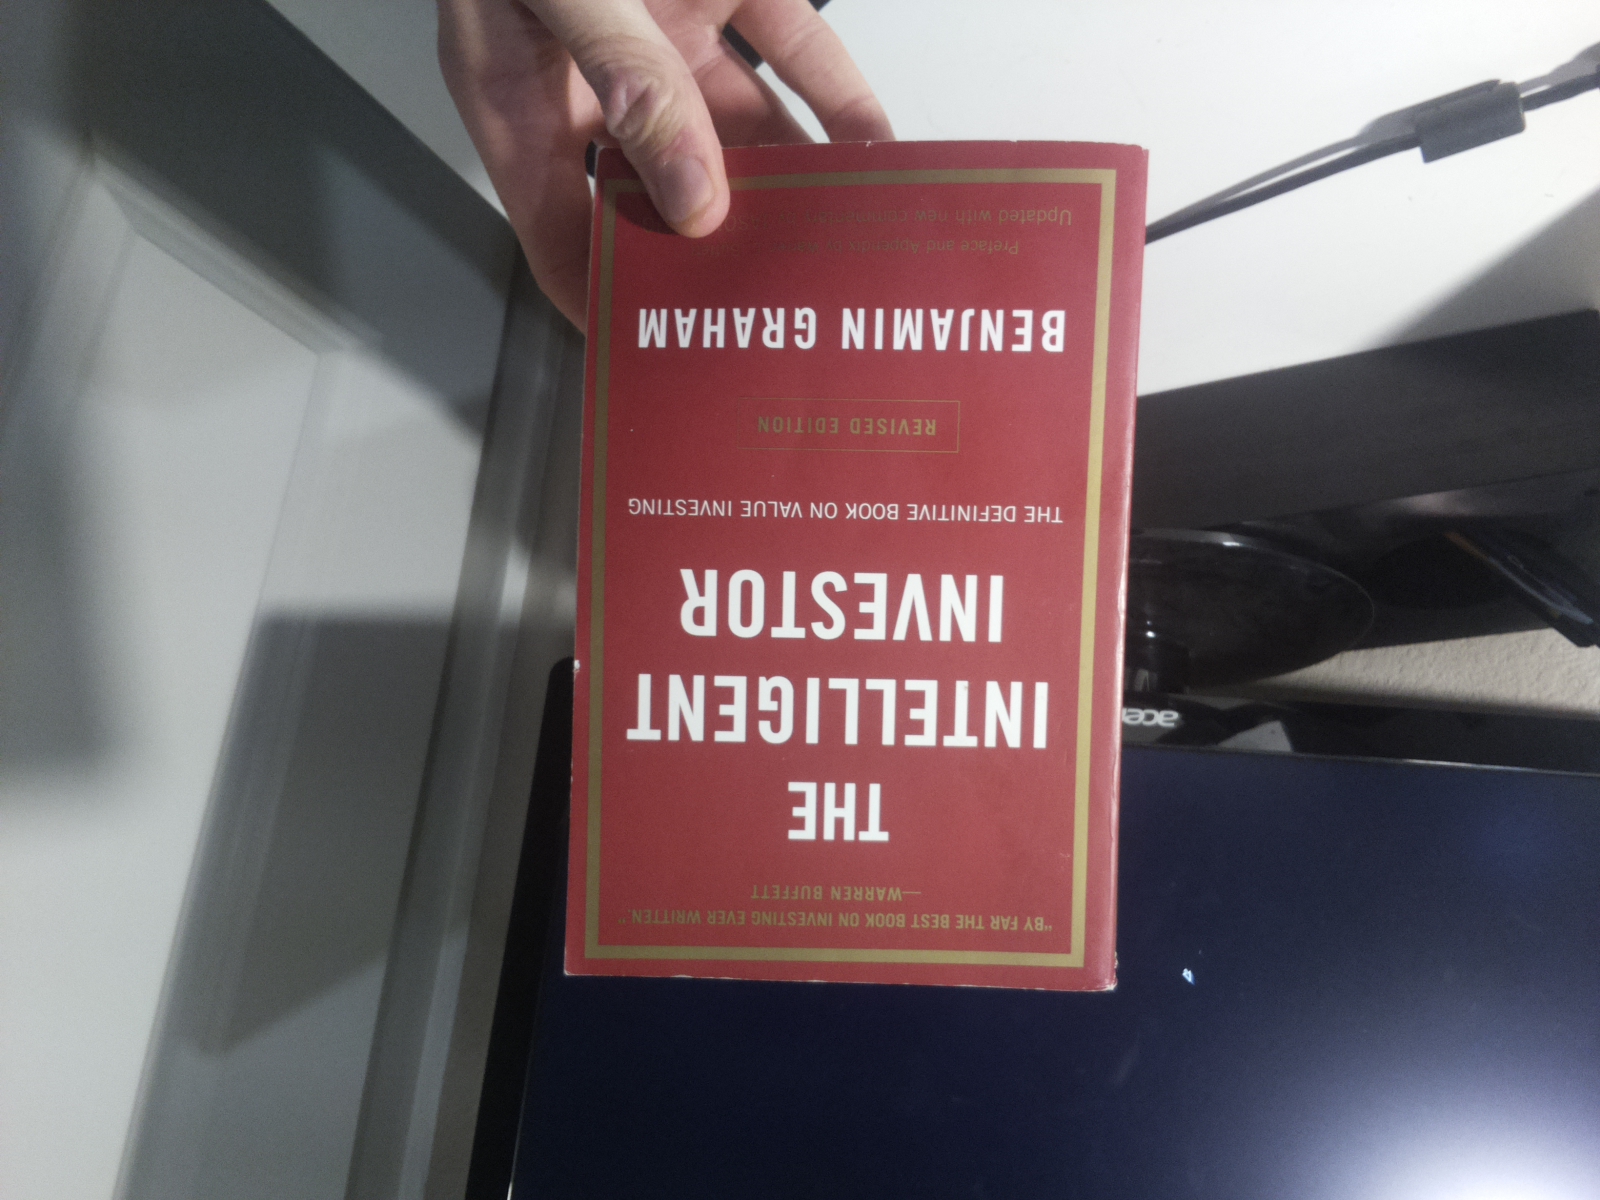 "BY FAR THE BEST BOOK ON INVESTING EVER WRITTEN."
—WARREN BUFFETT
THE
INTELLIGENT
INVESTOR
THE DEFINITIVE BOOK ON VALUE INVESTING
REVISED EDITION
BENJAMIN GRAHAM
Preface and Appendix by
Updated with new commentary
acer